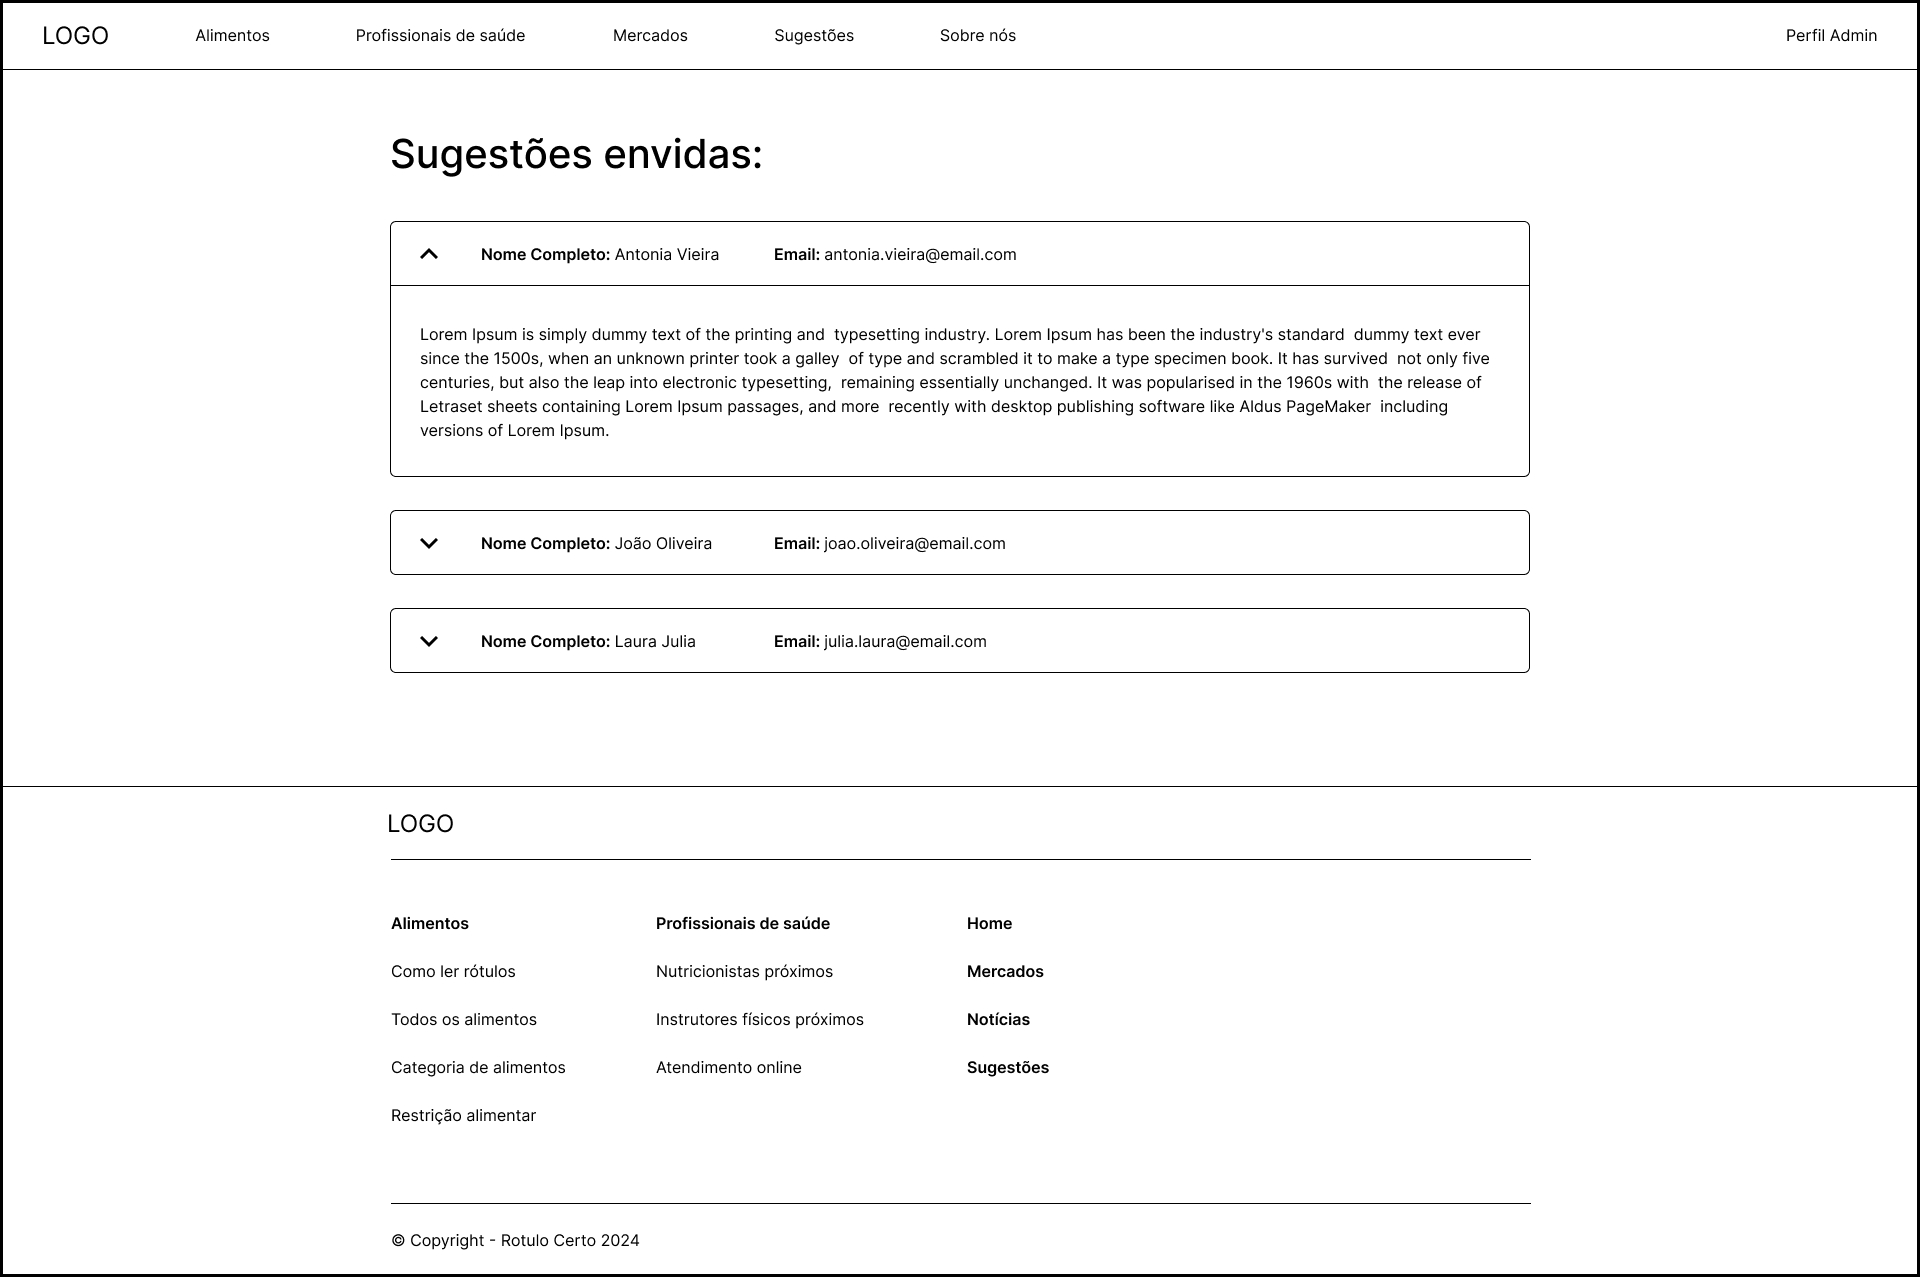 LOGO Alimentos Profissionais de saúde Mercados Sugestões Sobre nós Perfil Admin
Sugestões envidas:
Nome Completo: Antonia Vieira Email: antonia.vieira@email.com
Lorem Ipsum is simply dummy text of the printing and typesetting industry. Lorem Ipsum has been the industry's standard dummy text ever
since the 1500s, when an unknown printer took a galley of type and scrambled it to make a type specimen book. It has survived not only five
centuries, but also the leap into electronic typesetting, remaining essentially unchanged. It was popularised in the 1960s with the release of
Letraset sheets containing Lorem Ipsum passages, and more recently with desktop publishing software like Aldus PageMaker including
versions of Lorem Ipsum.
Nome Completo: João Oliveira Email: joao.oliveira@email.com
Nome Completo: Laura Julia Email: julia.laura@email.com
LOGO
Alimentos
Como ler rótulos
Todos os alimentos
Categoria de alimentos
Restrição alimentar
Profissionais de saúde
Nutricionistas próximos
Instrutores físicos próximos
Atendimento online
Home
Mercados
Notícias
Sugestões
© Copyright - Rotulo Certo 2024